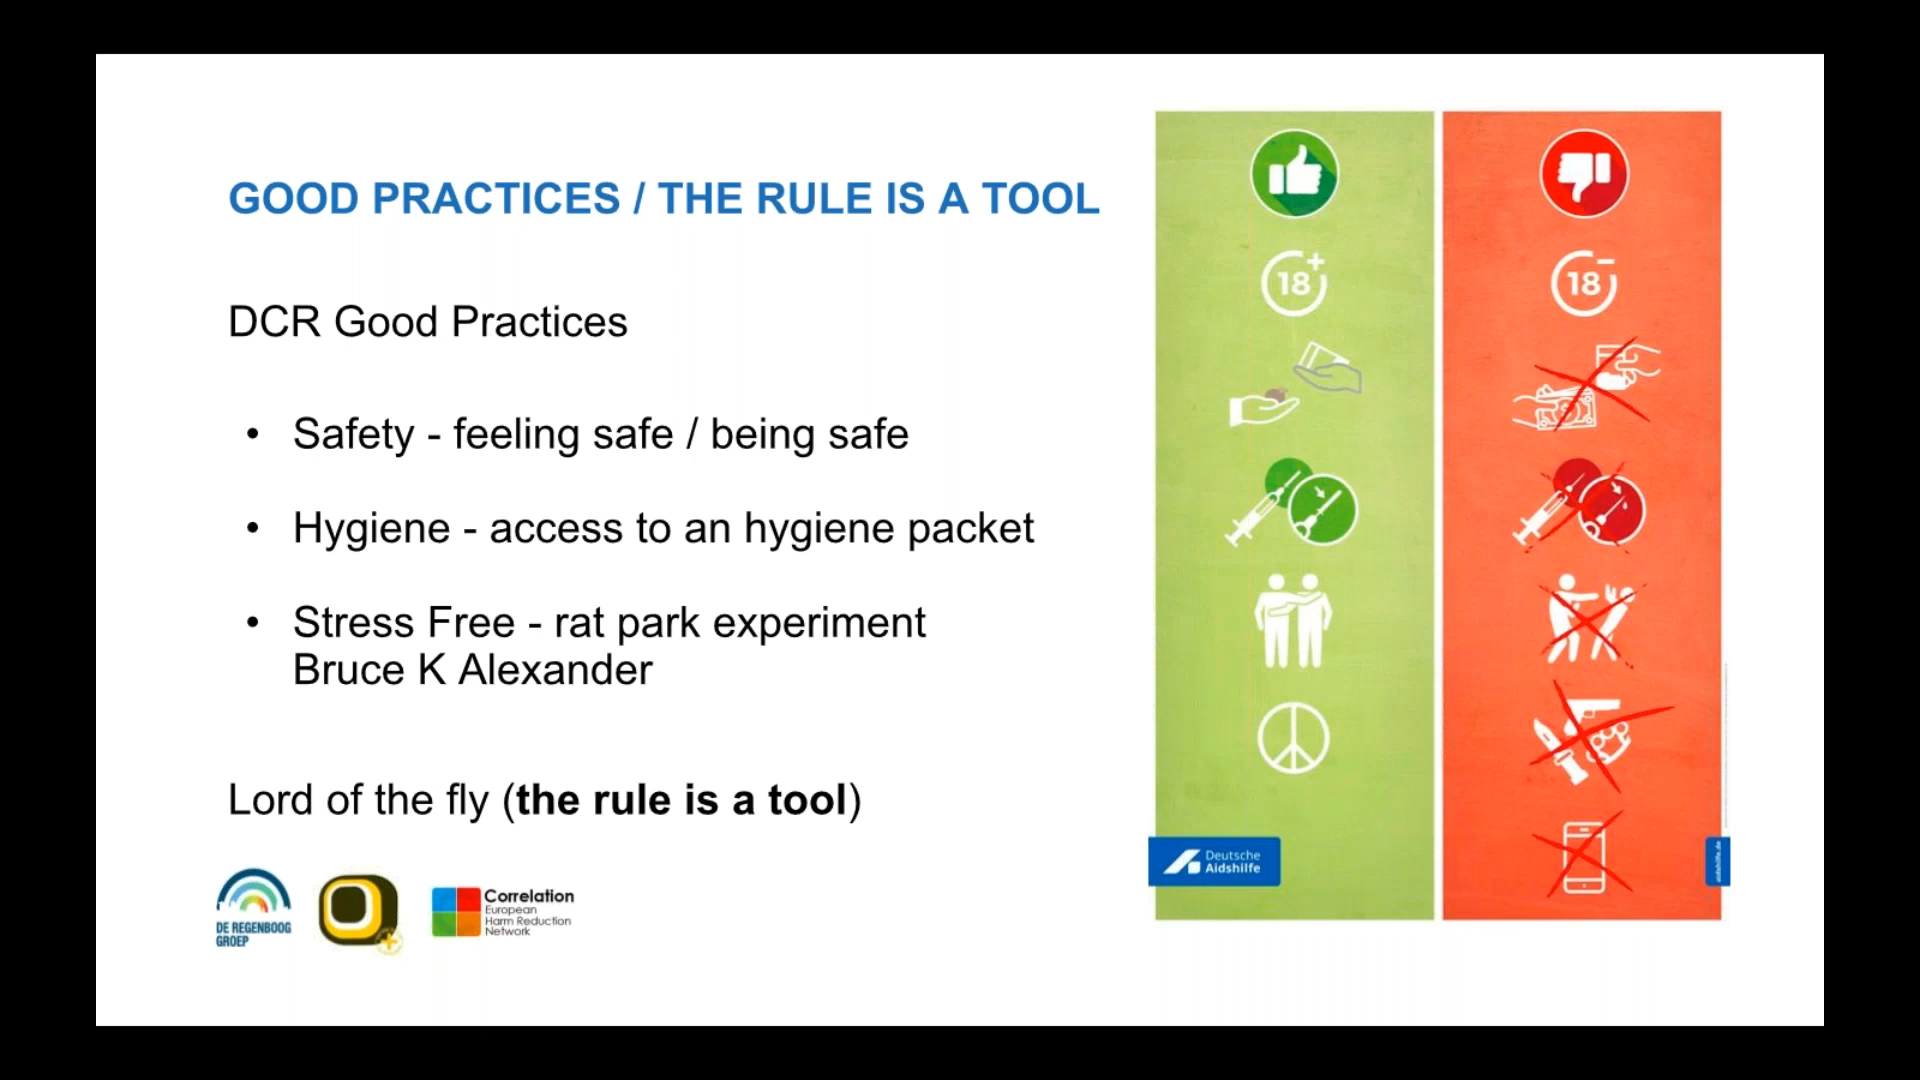 GOOD PRACTICES / THE RULE IS A TOOL
DCR Good Practices
• Safety - feeling safe / being safe
• Hygiene - access to an hygiene packet
• Stress Free - rat park experiment
Bruce K Alexander
Lord of the fly (the rule is a tool)
DE REGENBOOG
GROEP
Correlation
European
Harm Reduction
Network
18+
18-
Deutsche
Aidshilfe
aidshilfe.de